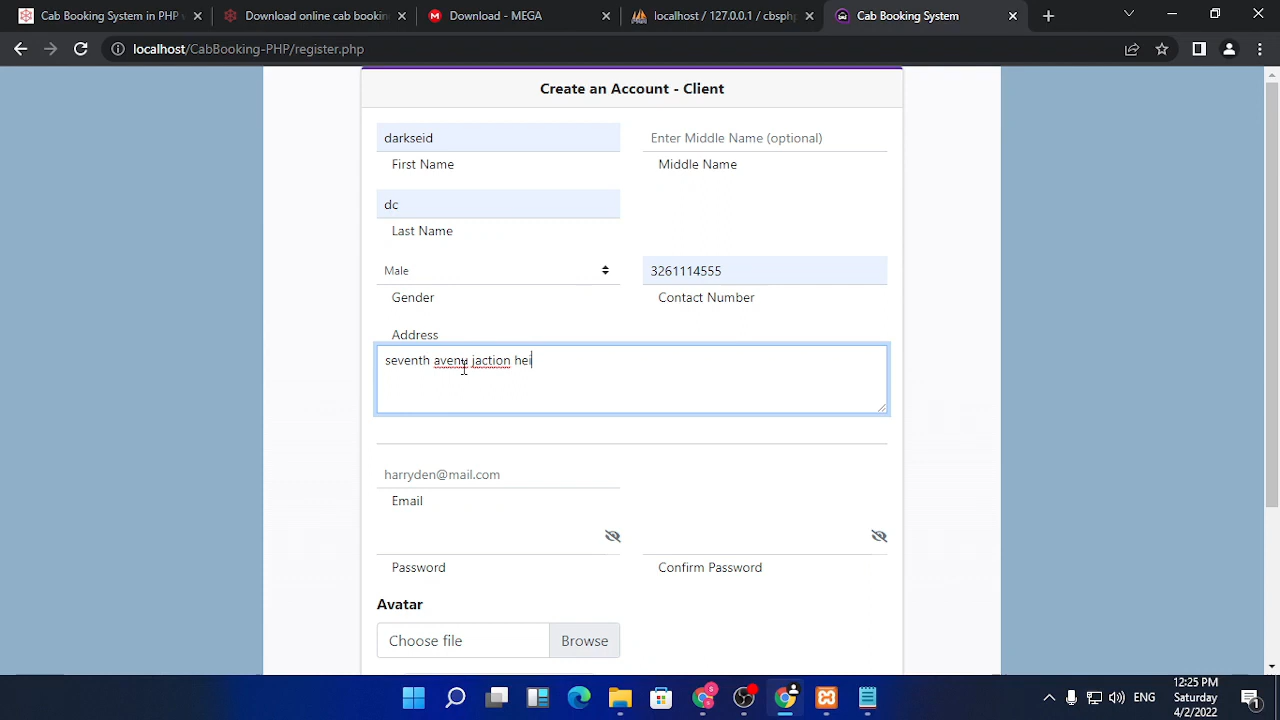 Cab Booking System in PHP
Download online cab bookin
Download - MEGA
localhost / 127.0.0.1 / cbsphp
Cab Booking System
localhost/CabBooking-PHP/register.php
Create an Account - Client
darkseid
Enter Middle Name (optional)
First Name
Middle Name
dc
Last Name
Male
3261114555
Gender
Contact Number
Address
seventh avenu jaction hei
harryden@mail.com
Email
Password
Confirm Password
Avatar
Choose file
Browse
ENG
12:25 PM
Saturday
4/2/2022